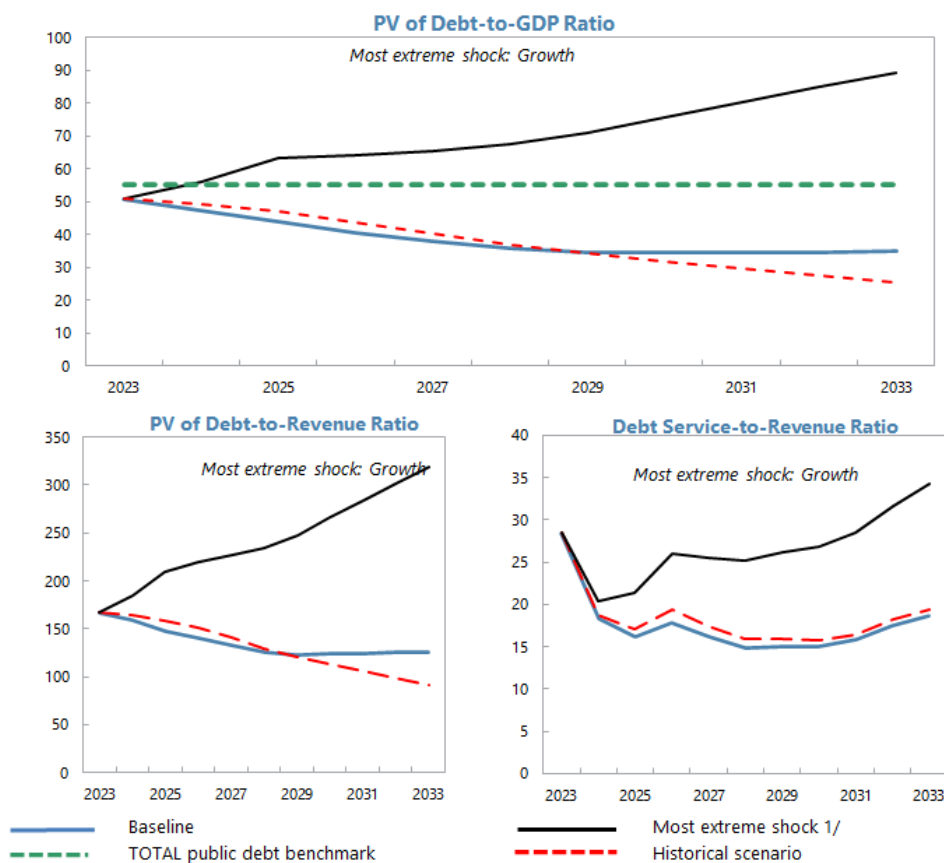 PV of Debt-to-GDP Ratio
Most extreme shock: Growth
100
90
80
70
60
50
40
30
20
10
0
2023 2025 2027 2029 2031 2033
PV of Debt-to-Revenue Ratio
Most extreme shock: Growth
350
300
250
200
150
100
50
0
2023 2025 2027 2029 2031 2033
Debt Service-to-Revenue Ratio
Most extreme shock: Growth
40
35
30
25
20
15
10
5
0
2023 2025 2027 2029 2031 2033
Baseline
Most extreme shock 1/
TOTAL public debt benchmark
Historical scenario